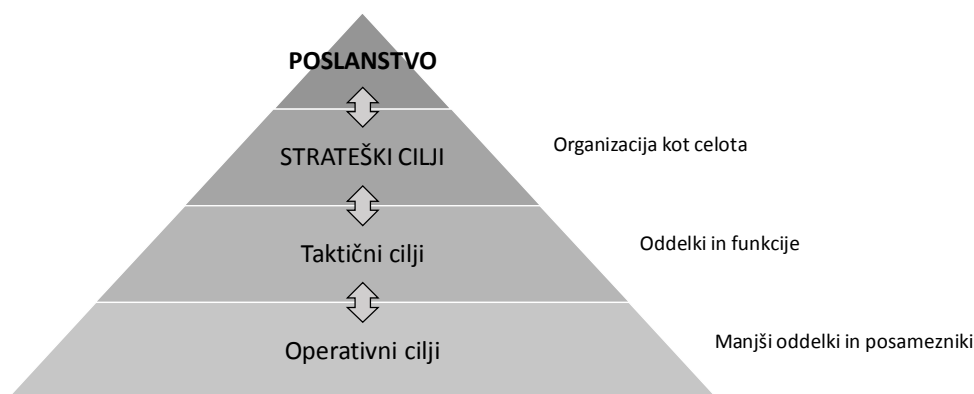 POSLANSTVO
STRATEŠKI CILJI
Organizacija kot celota
Taktični cilji
Oddelki in funkcije
Operativni cilji
Manjši oddelki in posamezniki